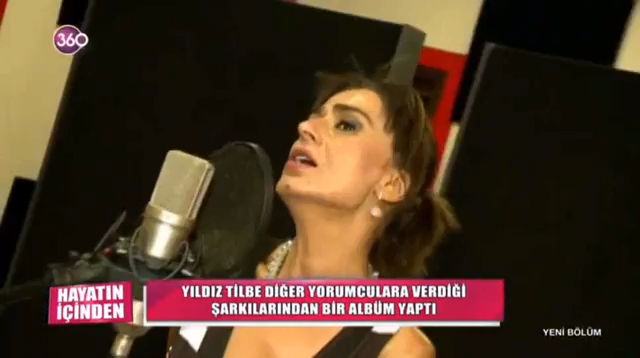 360
YILDIZ TİLBE DİĞER YORUMCULARA VERDİĞİ
ŞARKILARINDAN BİR ALBÜM YAPTI
HAYATIN
İÇİNDEN
YENİ BÖLÜM